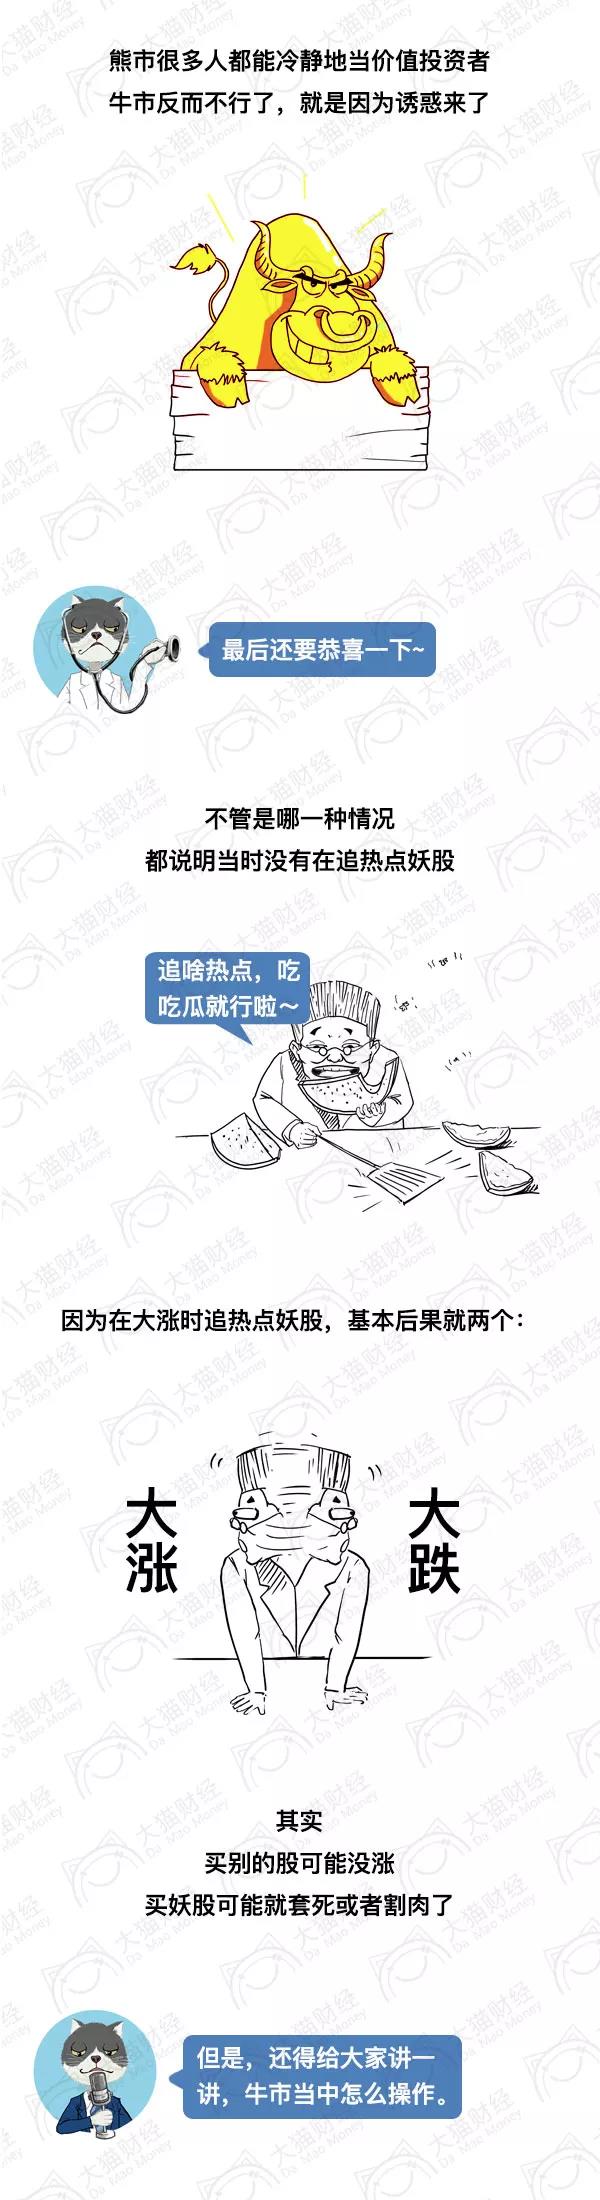 熊市很多人都能冷静地当价值投资者
牛市反而不行了，就是因为诱惑来了
最后还要恭喜一下~
不管是哪一种情况
都说明当时没有在追热点妖股
追啥热点，吃
吃瓜就行啦～
因为在大涨时追热点妖股，基本后果就两个：
大涨
大跌
其实
买别的股可能没涨
买妖股可能就套死或者割肉了
但是，还得给大家讲一
讲，牛市当中怎么操作。
大猫财经
Da Mao Money